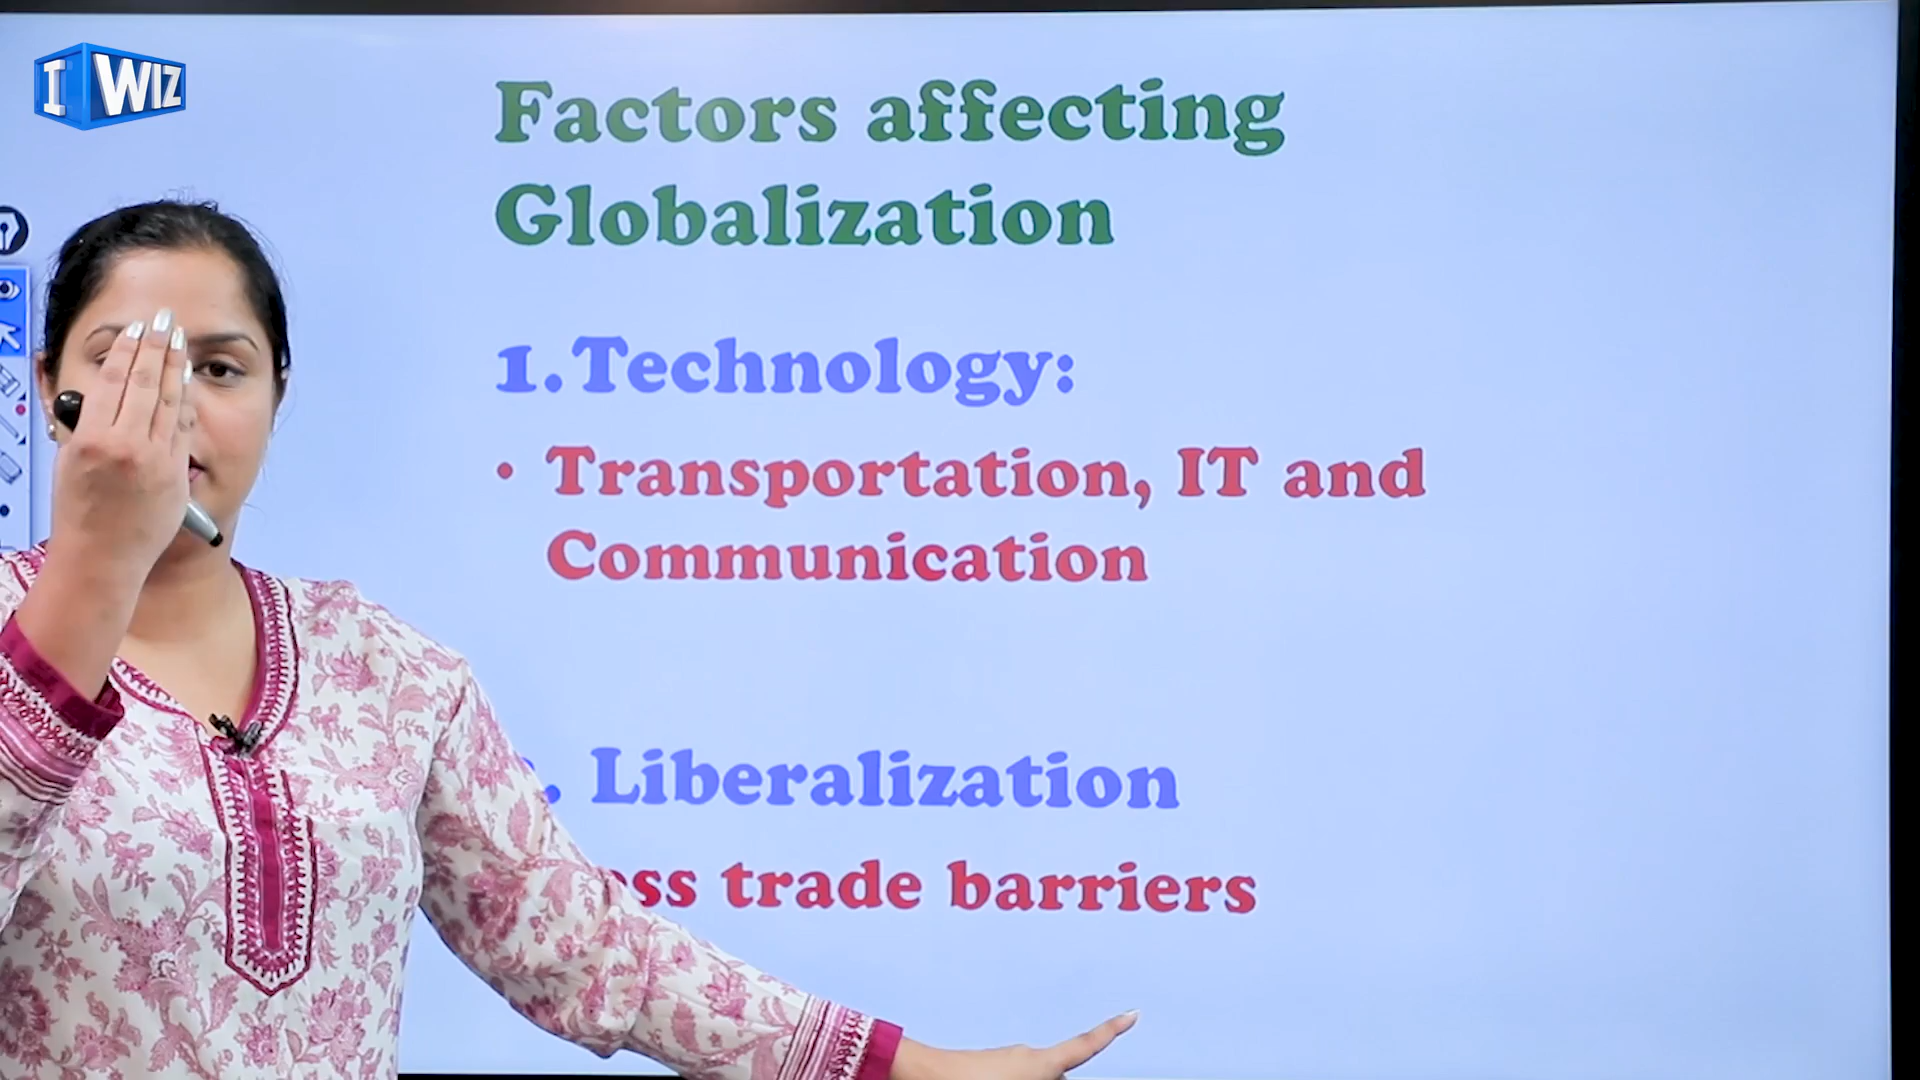 I WIZ
Factors affecting
Globalization
1. Technology:
• Transportation, IT and
Communication
Liberalization
trade barriers